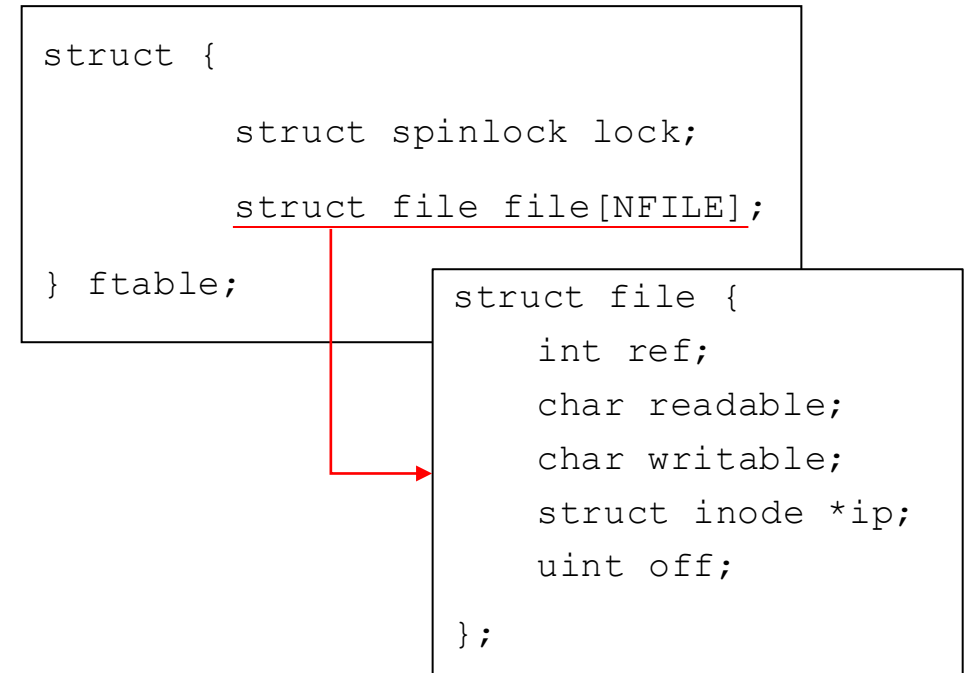 struct {
struct spinlock lock;
struct file file[NFILE];
} ftable;
struct file {
int ref;
char readable;
char writable;
struct inode *ip;
uint off;
};